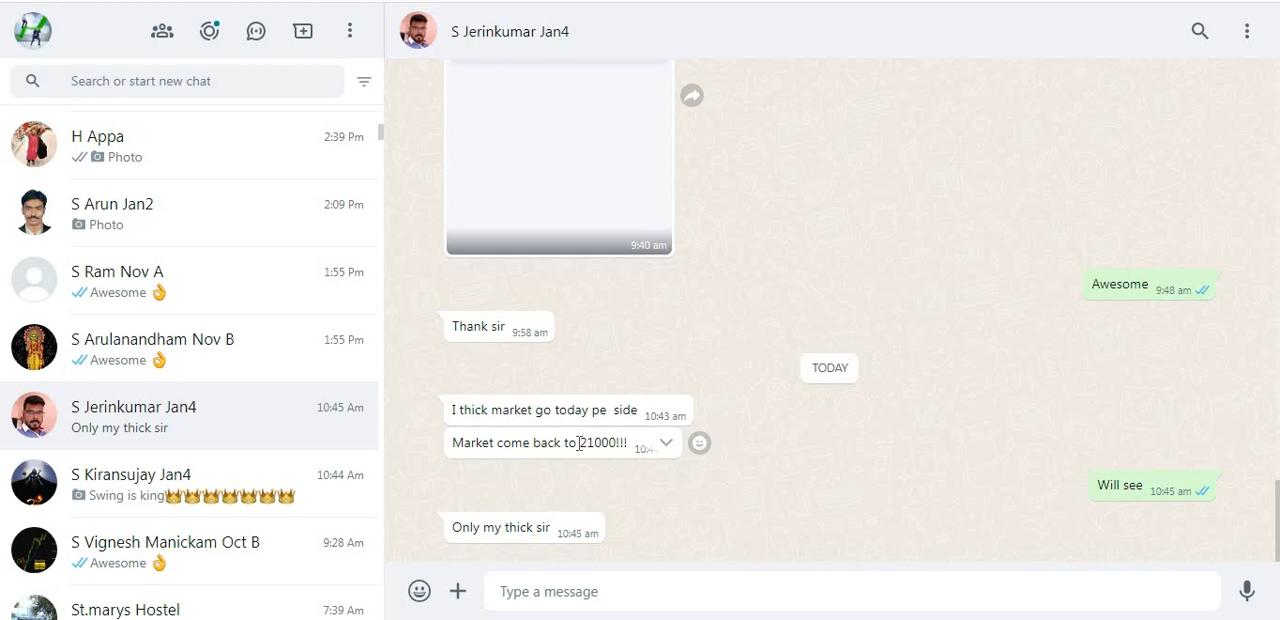 S Jerinkumar Jan4
Search or start new chat
H Appa 2:39 Pm
Photo
S Arun Jan2 2:09 Pm
Photo
S Ram Nov A 1:55 Pm
Awesome 👌
S Arulanandham Nov B 1:55 Pm
Awesome 👌
S Jerinkumar Jan4 10:45 Am
Only my thick sir
S Kiransujay Jan4 10:44 Am
Swing is king👑👑👑👑👑👑👑
S Vignesh Manickam Oct B 9:28 Am
Awesome 👌
St.marys Hostel 7:39 Am
9:40 am
Awesome 9:48 am
Thank sir 9:58 am
TODAY
I thick market go today pe side 10:43 am
Market come back to 21000!!!
Will see 10:45 am
Only my thick sir 10:45 am
Type a message